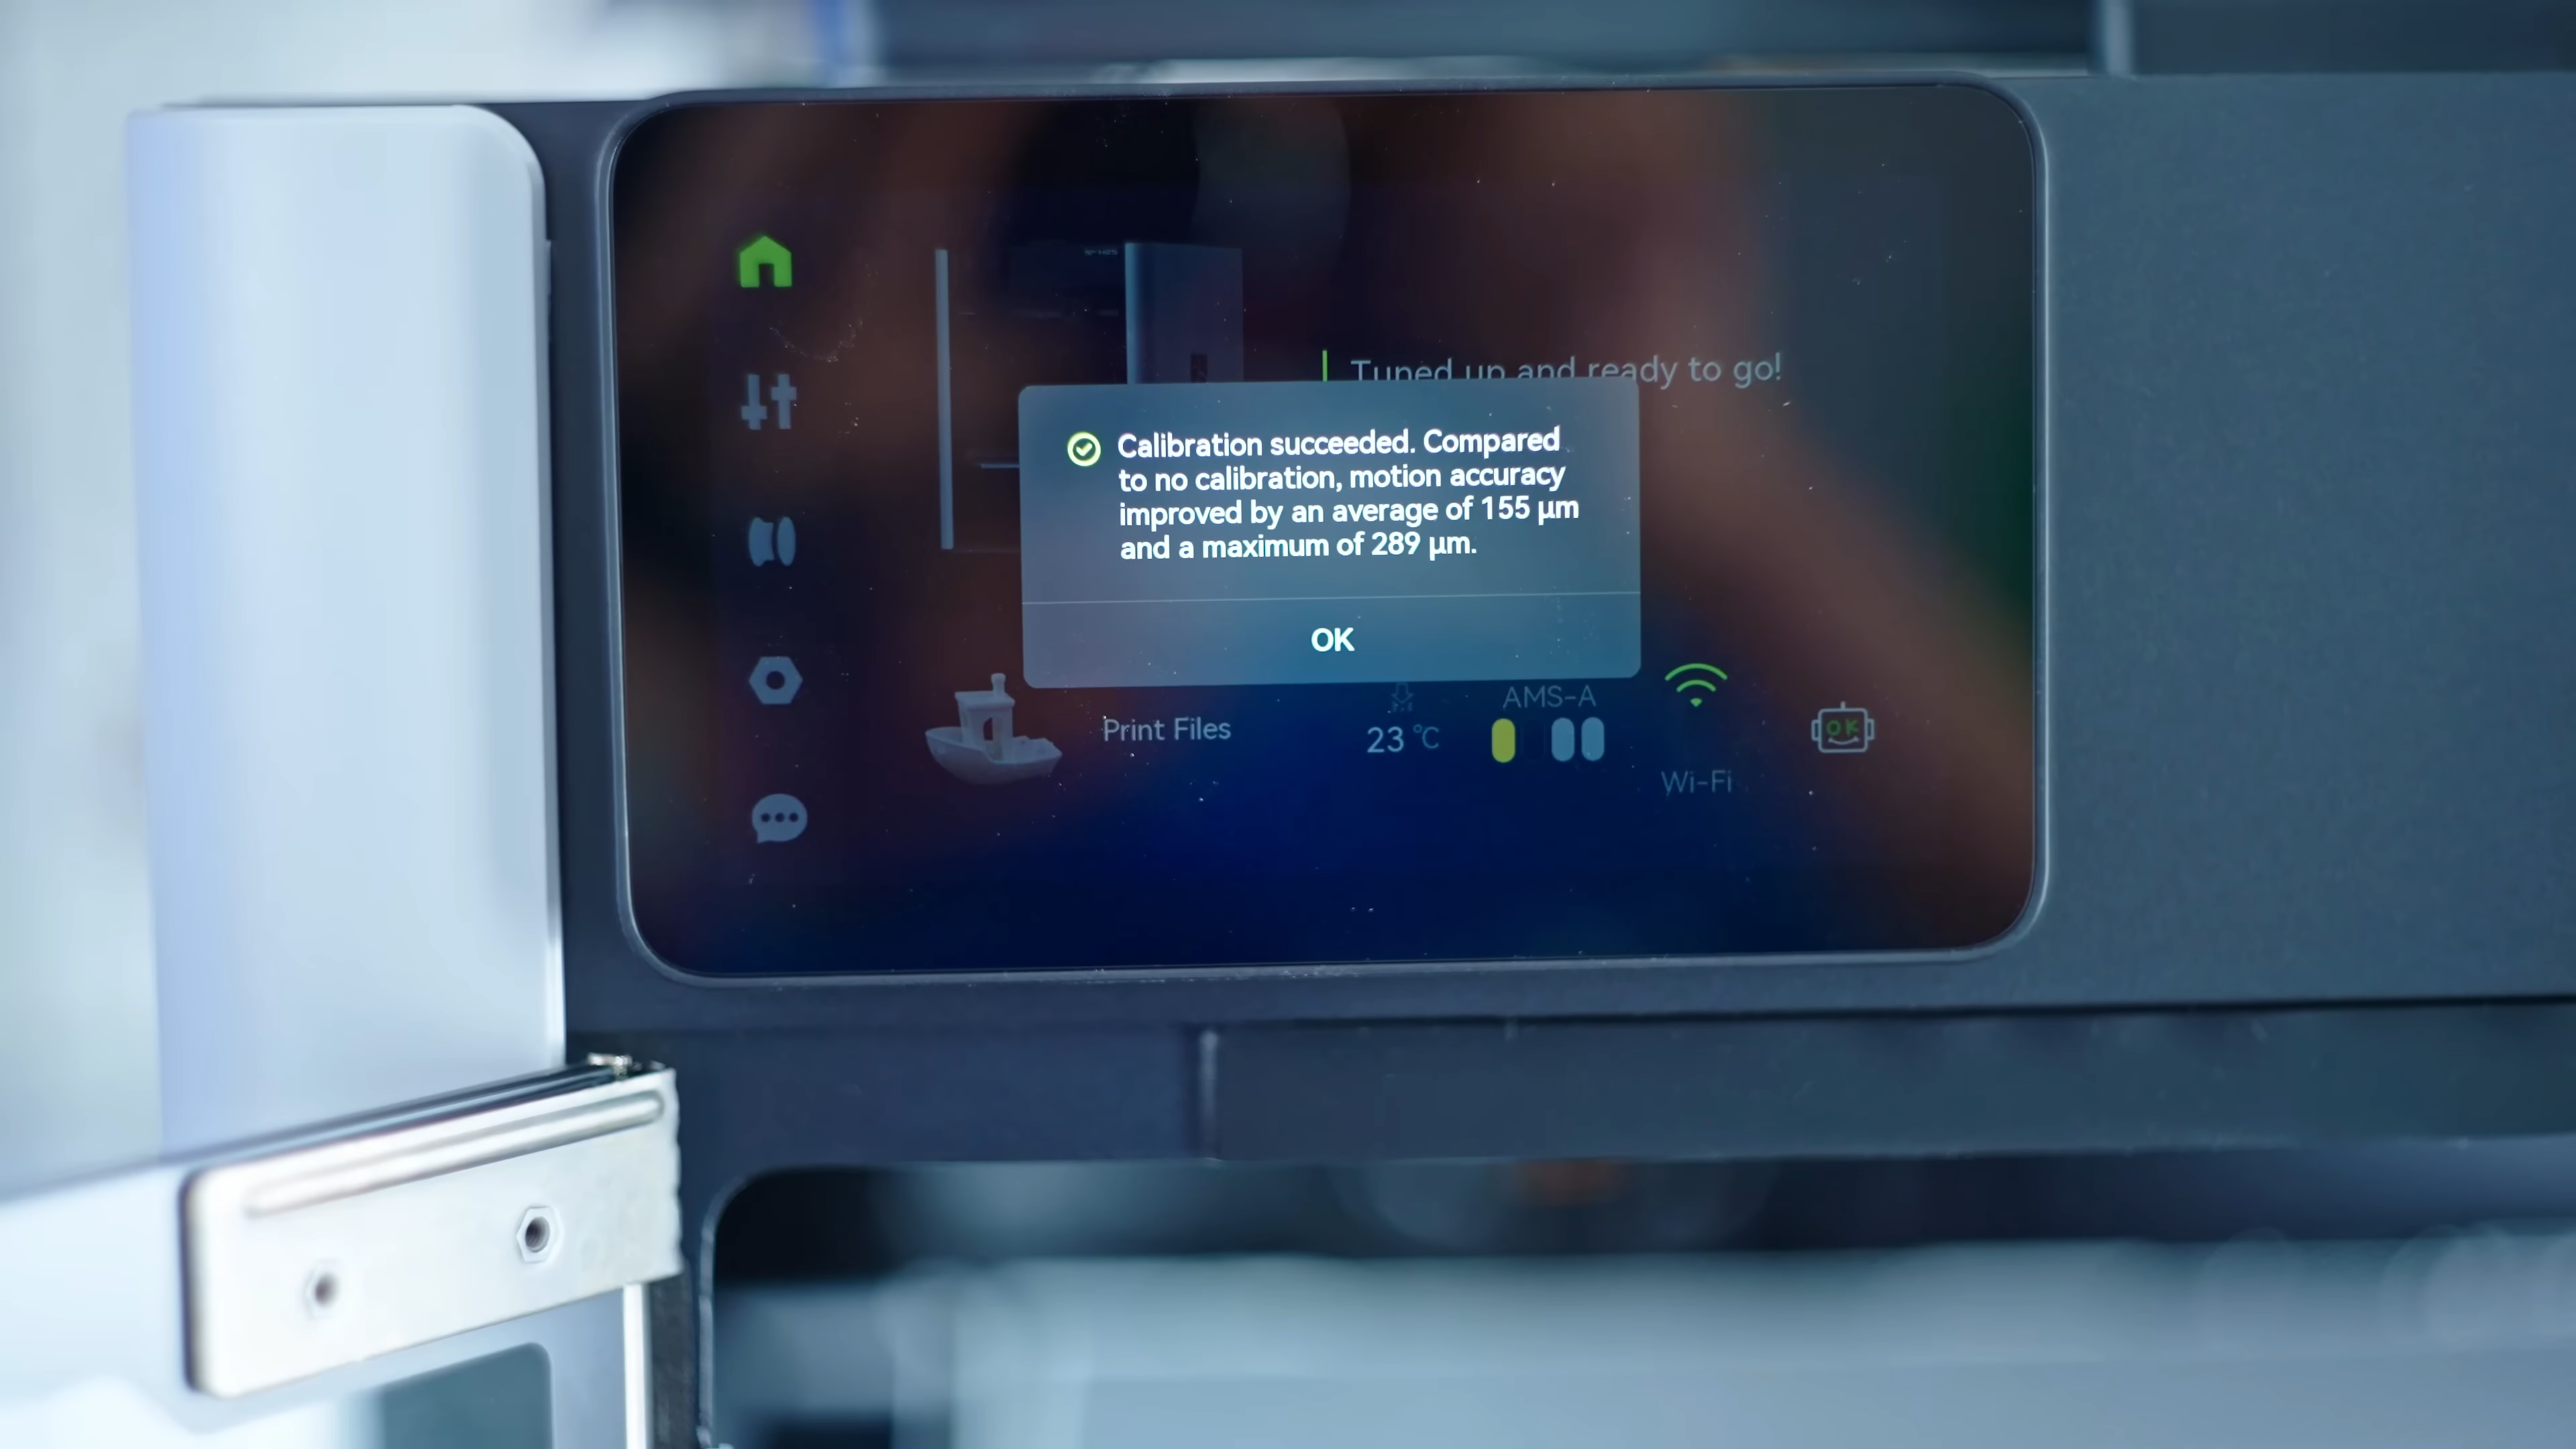 Tuned up and ready to go!
Calibration succeeded. Compared
to no calibration, motion accuracy
improved by an average of 155 µm
and a maximum of 289 µm.
OK
Print Files
23 °C
AMS-A
Wi-Fi
OK